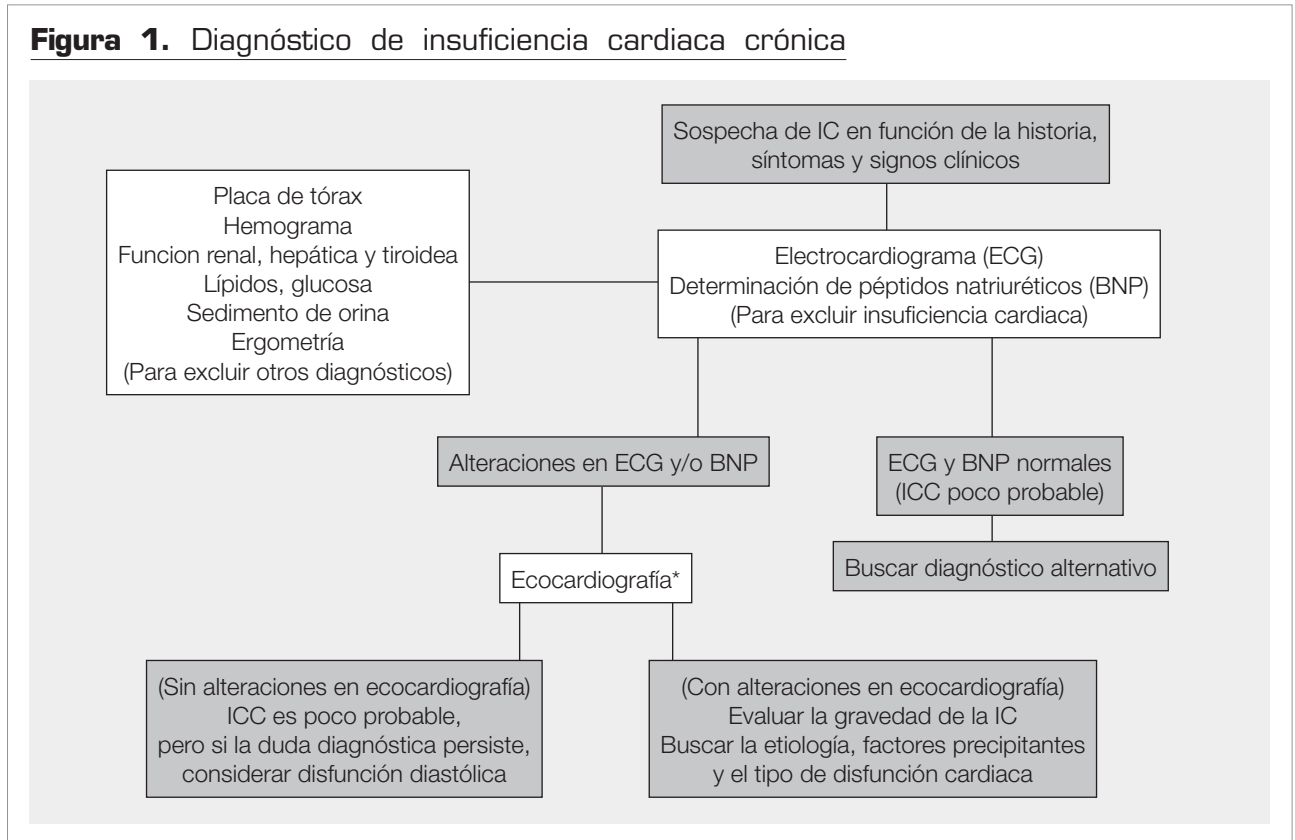 Figura 1. Diagnóstico de insuficiencia cardiaca crónica
Sospecha de IC en función de la historia,
síntomas y signos clínicos
Placa de tórax
Hemograma
Funcion renal, hepática y tiroidea
Lípidos, glucosa
Sedimento de orina
Ergometría
(Para excluir otros diagnósticos)
Electrocardiograma (ECG)
Determinación de péptidos natriuréticos (BNP)
(Para excluir insuficiencia cardiaca)
Alteraciones en ECG y/o BNP
ECG y BNP normales
(ICC poco probable)
Ecocardiografía*
Buscar diagnóstico alternativo
(Sin alteraciones en ecocardiografía)
ICC es poco probable,
pero si la duda diagnóstica persiste,
considerar disfunción diastólica
(Con alteraciones en ecocardiografía)
Evaluar la gravedad de la IC
Buscar la etiología, factores precipitantes
y el tipo de disfunción cardiaca